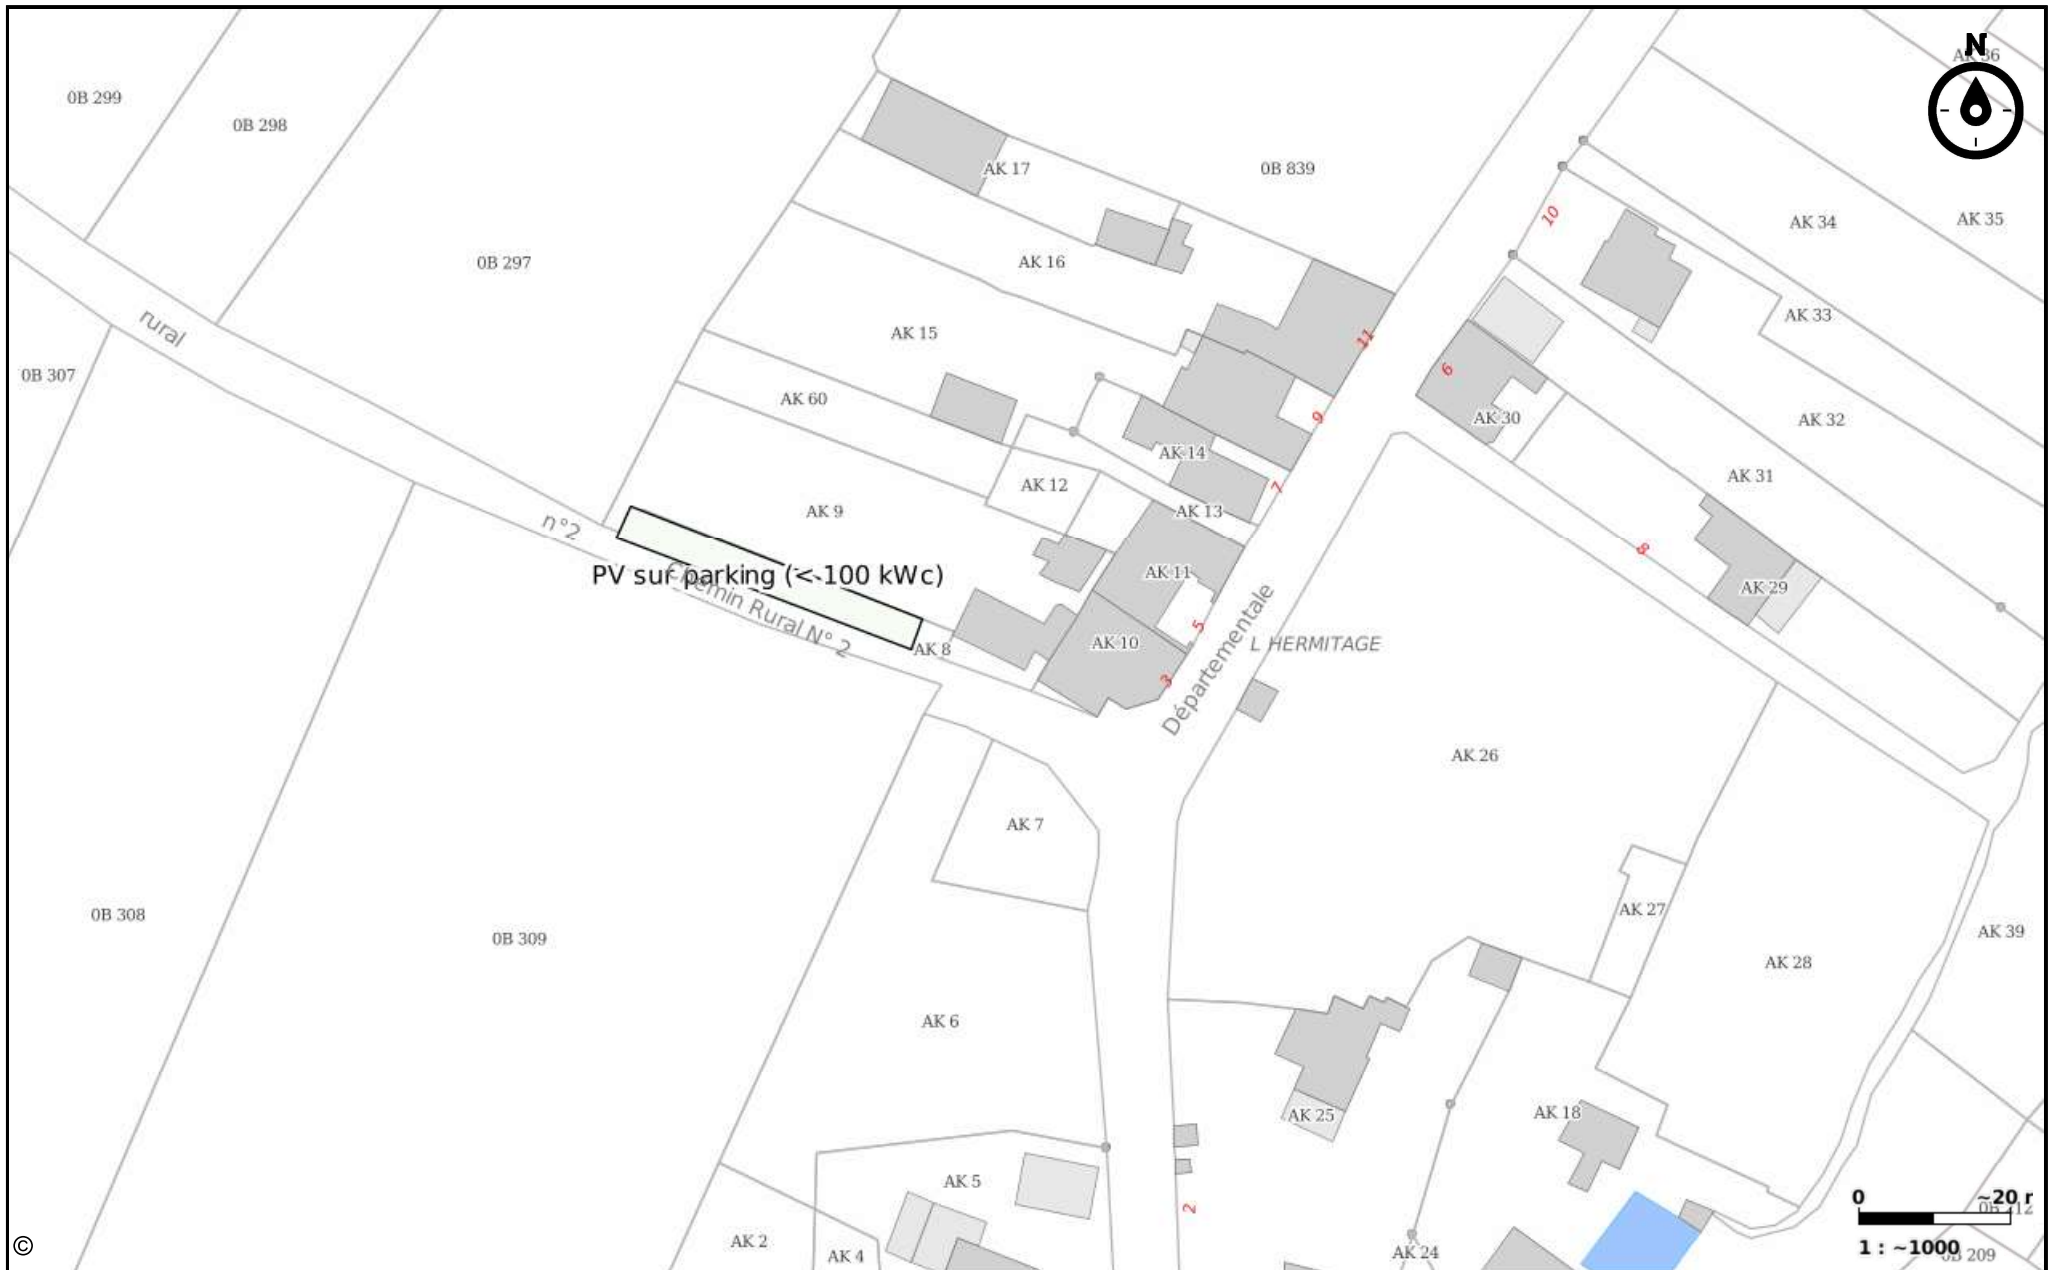 N
AK 36
0B 299
0B 298
AK 17
0B 839
AK 34
AK 35
10
0B 297
AK 16
AK 33
rural
AK 15
11
0B 307
6
AK 60
9
AK 30
AK 32
AK 14
AK 31
AK 12
7
AK 9
AK 13
n°2
8
PV sur parking (< 100 kWc)
Chemin Rural N° 2
AK 11
AK 29
5
Départementale
AK 8
AK 10
L HERMITAGE
3
AK 26
AK 7
0B 308
0B 309
AK 27
AK 39
AK 28
AK 6
AK 25
AK 18
AK 5
2
0 ~20 r
0B 212
AK 2
AK 4
AK 24
1 : ~1000
0B 209
©